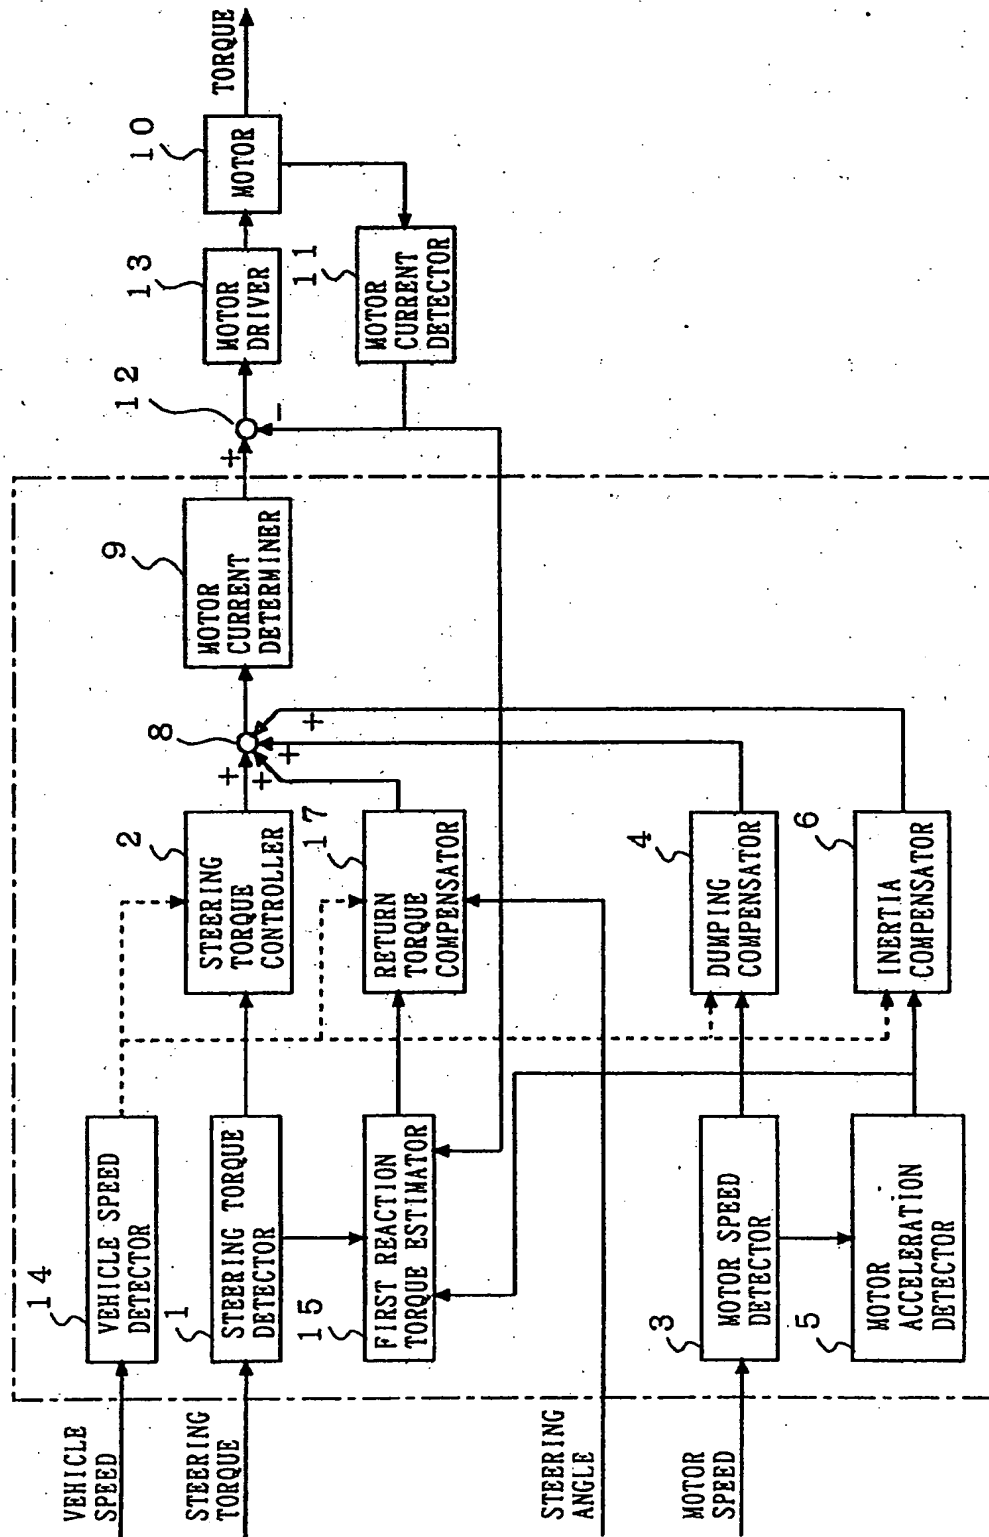 VEHICLE
SPEED
14
VEHICLE SPEED
DETECTOR
STEERING
TORQUE
1
STEERING TORQUE
DETECTOR
2
STEERING
TORQUE
CONTROLLER
+
8
9
MOTOR
CURRENT
DETERMINER
+
12
-
13
MOTOR
DRIVER
10
MOTOR
TORQUE
15
FIRST REACTION
TORQUE ESTIMATOR
17
RETURN
TORQUE
COMPENSATOR
+
+
+
11
MOTOR
CURRENT
DETECTOR
STEERING
ANGLE
MOTOR
SPEED
3
MOTOR SPEED
DETECTOR
4
DUMPING
COMPENSATOR
5
MOTOR
ACCELERATION
DETECTOR
6
INERTIA
COMPENSATOR